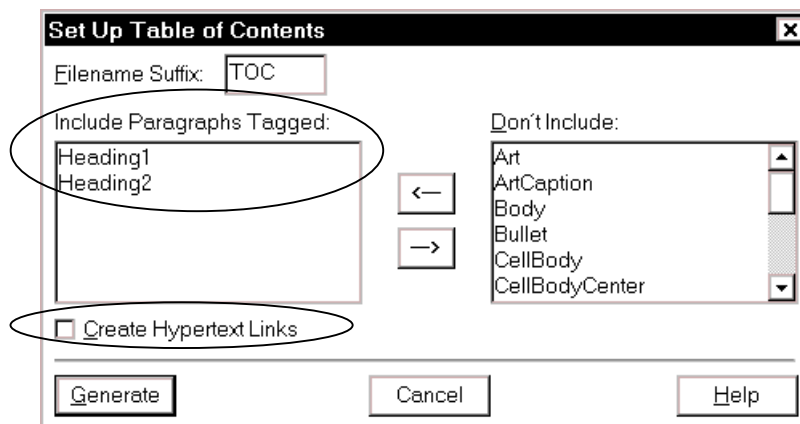 Set Up Table of Contents
Filename Suffix: TOC
Include Paragraphs Tagged:
Heading1
Heading2
Don't Include:
Art
ArtCaption
Body
Bullet
CellBody
CellBodyCenter
Create Hypertext Links
Generate Cancel Help